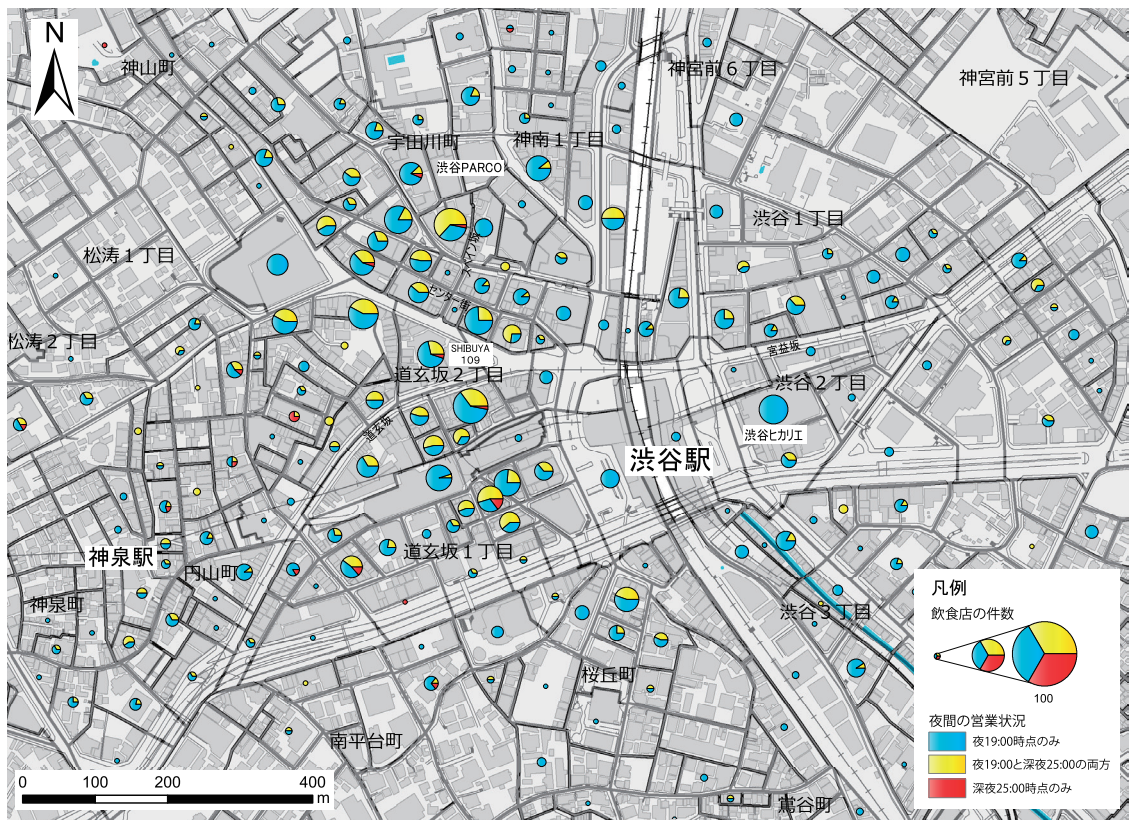 N
神山町
神宮前6丁目
神宮前5丁目
宇田川町
神南1丁目
渋谷PARCO
渋谷1丁目
スペイン坂
松涛1丁目
センター街
松涛2丁目
SHIBUYA
109
道玄坂2丁目
宮益坂
渋谷2丁目
道玄坂
渋谷ヒカリエ
渋谷駅
道玄坂1丁目
神泉駅
円山町
神泉町
渋谷3丁目
桜丘町
南平台町
鶯谷町
0 100 200 400
m
凡例
飲食店の件数
100
夜間の営業状況
夜19:00時点のみ
夜19:00と深夜25:00の両方
深夜25:00時点のみ